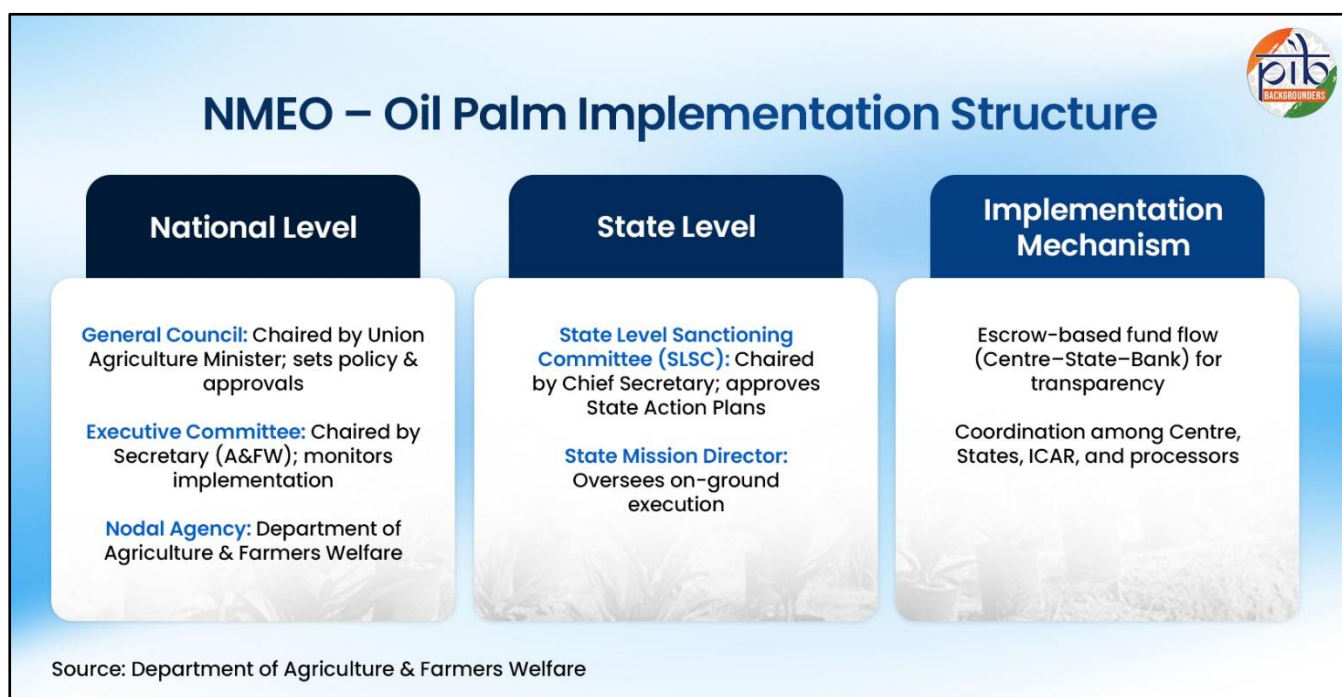 pib
BACKGROUNDERS
NMEO – Oil Palm Implementation Structure
National Level
General Council: Chaired by Union
Agriculture Minister; sets policy &
approvals
Executive Committee: Chaired by
Secretary (A&FW); monitors
implementation
Nodal Agency: Department of
Agriculture & Farmers Welfare
State Level
State Level Sanctioning
Committee (SLSC): Chaired
by Chief Secretary; approves
State Action Plans
State Mission Director:
Oversees on-ground
execution
Implementation
Mechanism
Escrow-based fund flow
(Centre–State–Bank) for
transparency
Coordination among Centre,
States, ICAR, and processors
Source: Department of Agriculture & Farmers Welfare